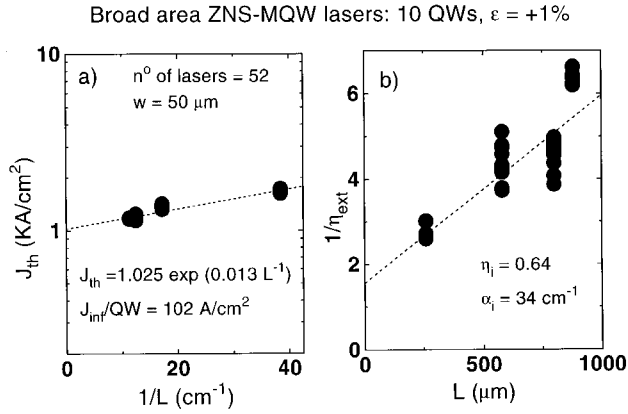 Broad area ZNS-MQW lasers: 10 QWs, ε = +1%
a)
nº of lasers = 52
w = 50 μm
J_th = 1.025 exp (0.013 L⁻¹)
J_inf/QW = 102 A/cm²
J_th (KA/cm²)
10
1
0
20
40
1/L (cm⁻¹)
b)
η_i = 0.64
α_i = 34 cm⁻¹
1/η_ext
6
4
2
0
0
500
1000
L (μm)